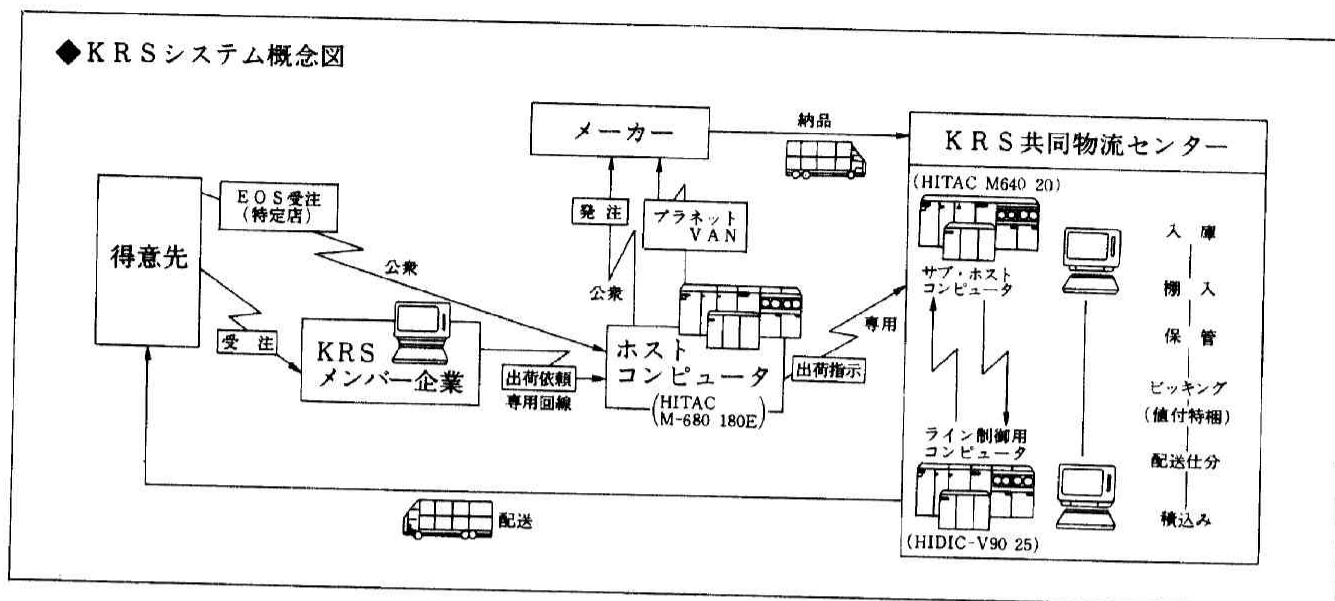 ◆KRSシステム概念図
メーカー
納品
KRS共同物流センター
(HITAC M640 20)
EOS受注
(特定店)
発注
プラネット
VAN
得意先
公衆
公衆
サブ・ホスト
コンピュータ
入庫
棚入
保管
ピッキング
(値付特梱)
配送仕分
積込み
専用
受注
KRS
メンバー企業
出荷依頼
専用回線
ホスト
コンピュータ
(HITAC
M-680 180E)
出荷指示
ライン制御用
コンピュータ
(HIDIC-V90 25)
配送